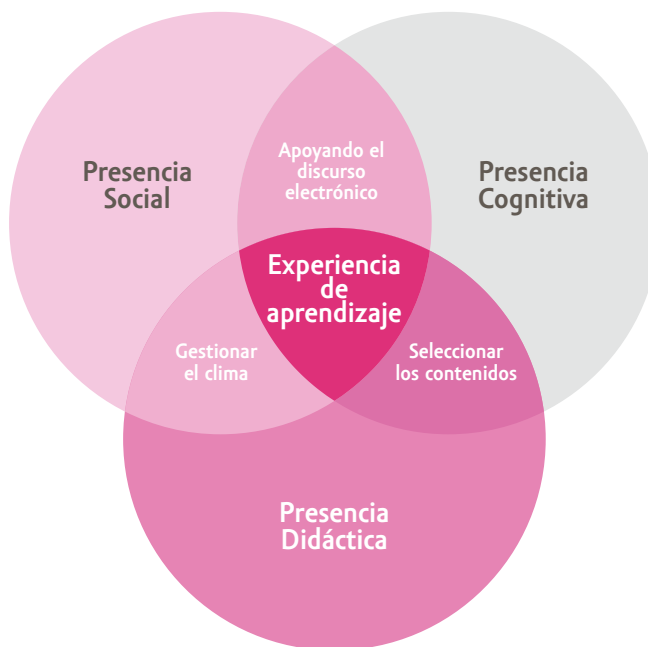 Apoyando el
discurso
electrónico
Presencia
Social
Presencia
Cognitiva
Experiencia
de
aprendizaje
Gestionar
el clima
Seleccionar
los contenidos
Presencia
Didáctica